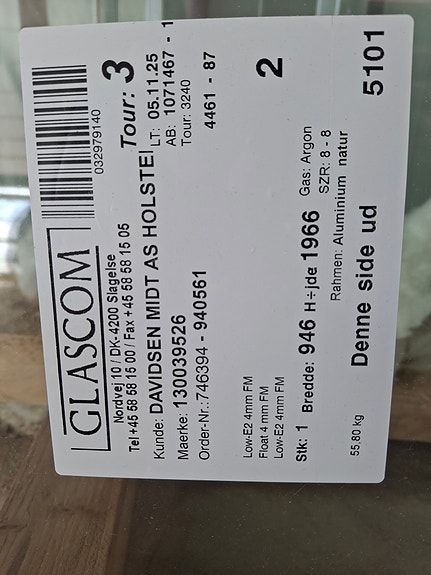 GLASCOM
032979140
Nordvej 10 / DK-4200 Slagelse
Tel +45 58 58 15 00 / Fax +45 58 58 15 05
Tour: 3
Kunde: DAVIDSEN MIDT AS HOLSTEI
LT: 05.11.25
Maerke: 130039526
AB: 1071467 - 1
Order-Nr.: 746394 - 940561
Tour: 3240
4461 - 87
Low-E2 4mm FM
Float 4 mm FM
Low-E2 4mm FM
2
Stk: 1 Bredde: 946 H÷jde 1966 Gas: Argon
SZR: 8 - 8
Rahmen: Aluminium natur
55.80 kg
Denne side ud
5101